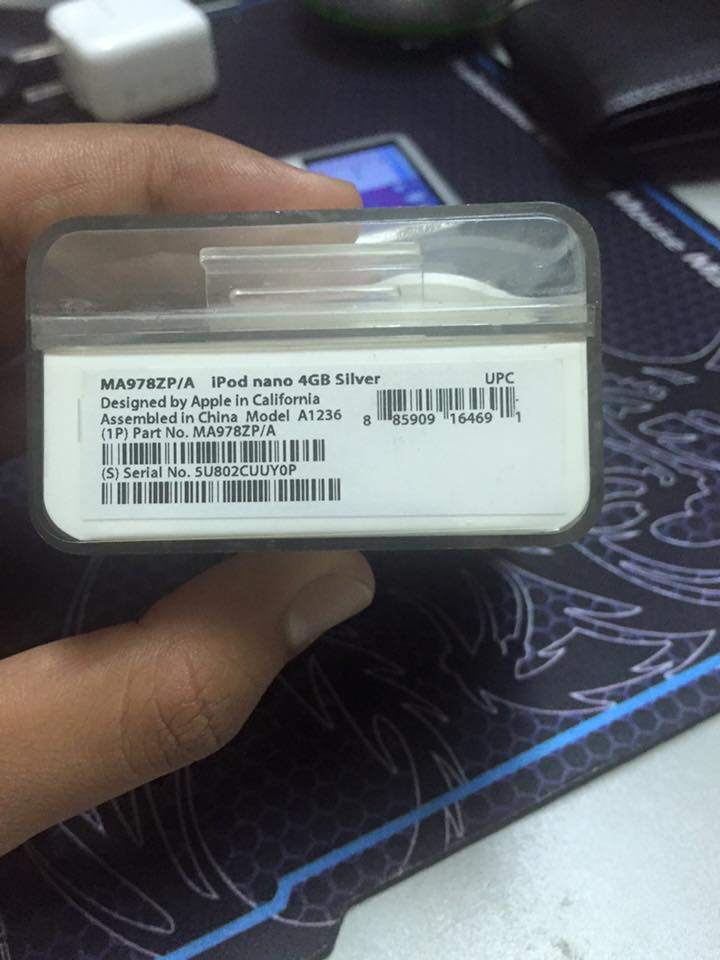 MA978ZP/A iPod nano 4GB Silver
Designed by Apple in California
Assembled in China Model A1236
(1P) Part No. MA978ZP/A
(S) Serial No. 5U802CUUY0P
UPC
8 85909 16469 1
Mouse